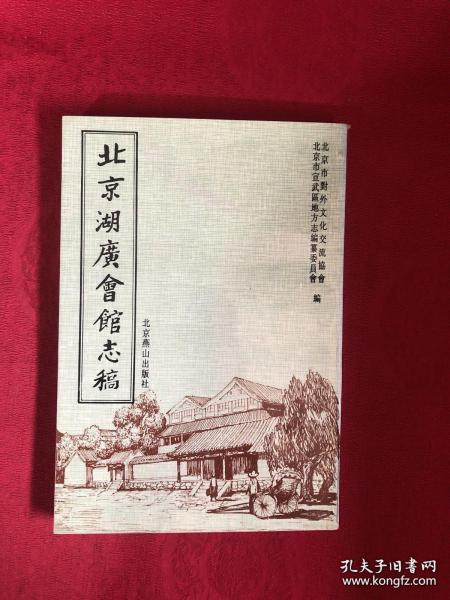 北京市對外文化交流協會
北京市宣武區地方志編纂委員會 編
北京湖廣會館志稿
北京燕山出版社
孔夫子旧书网
www.kongfz.com